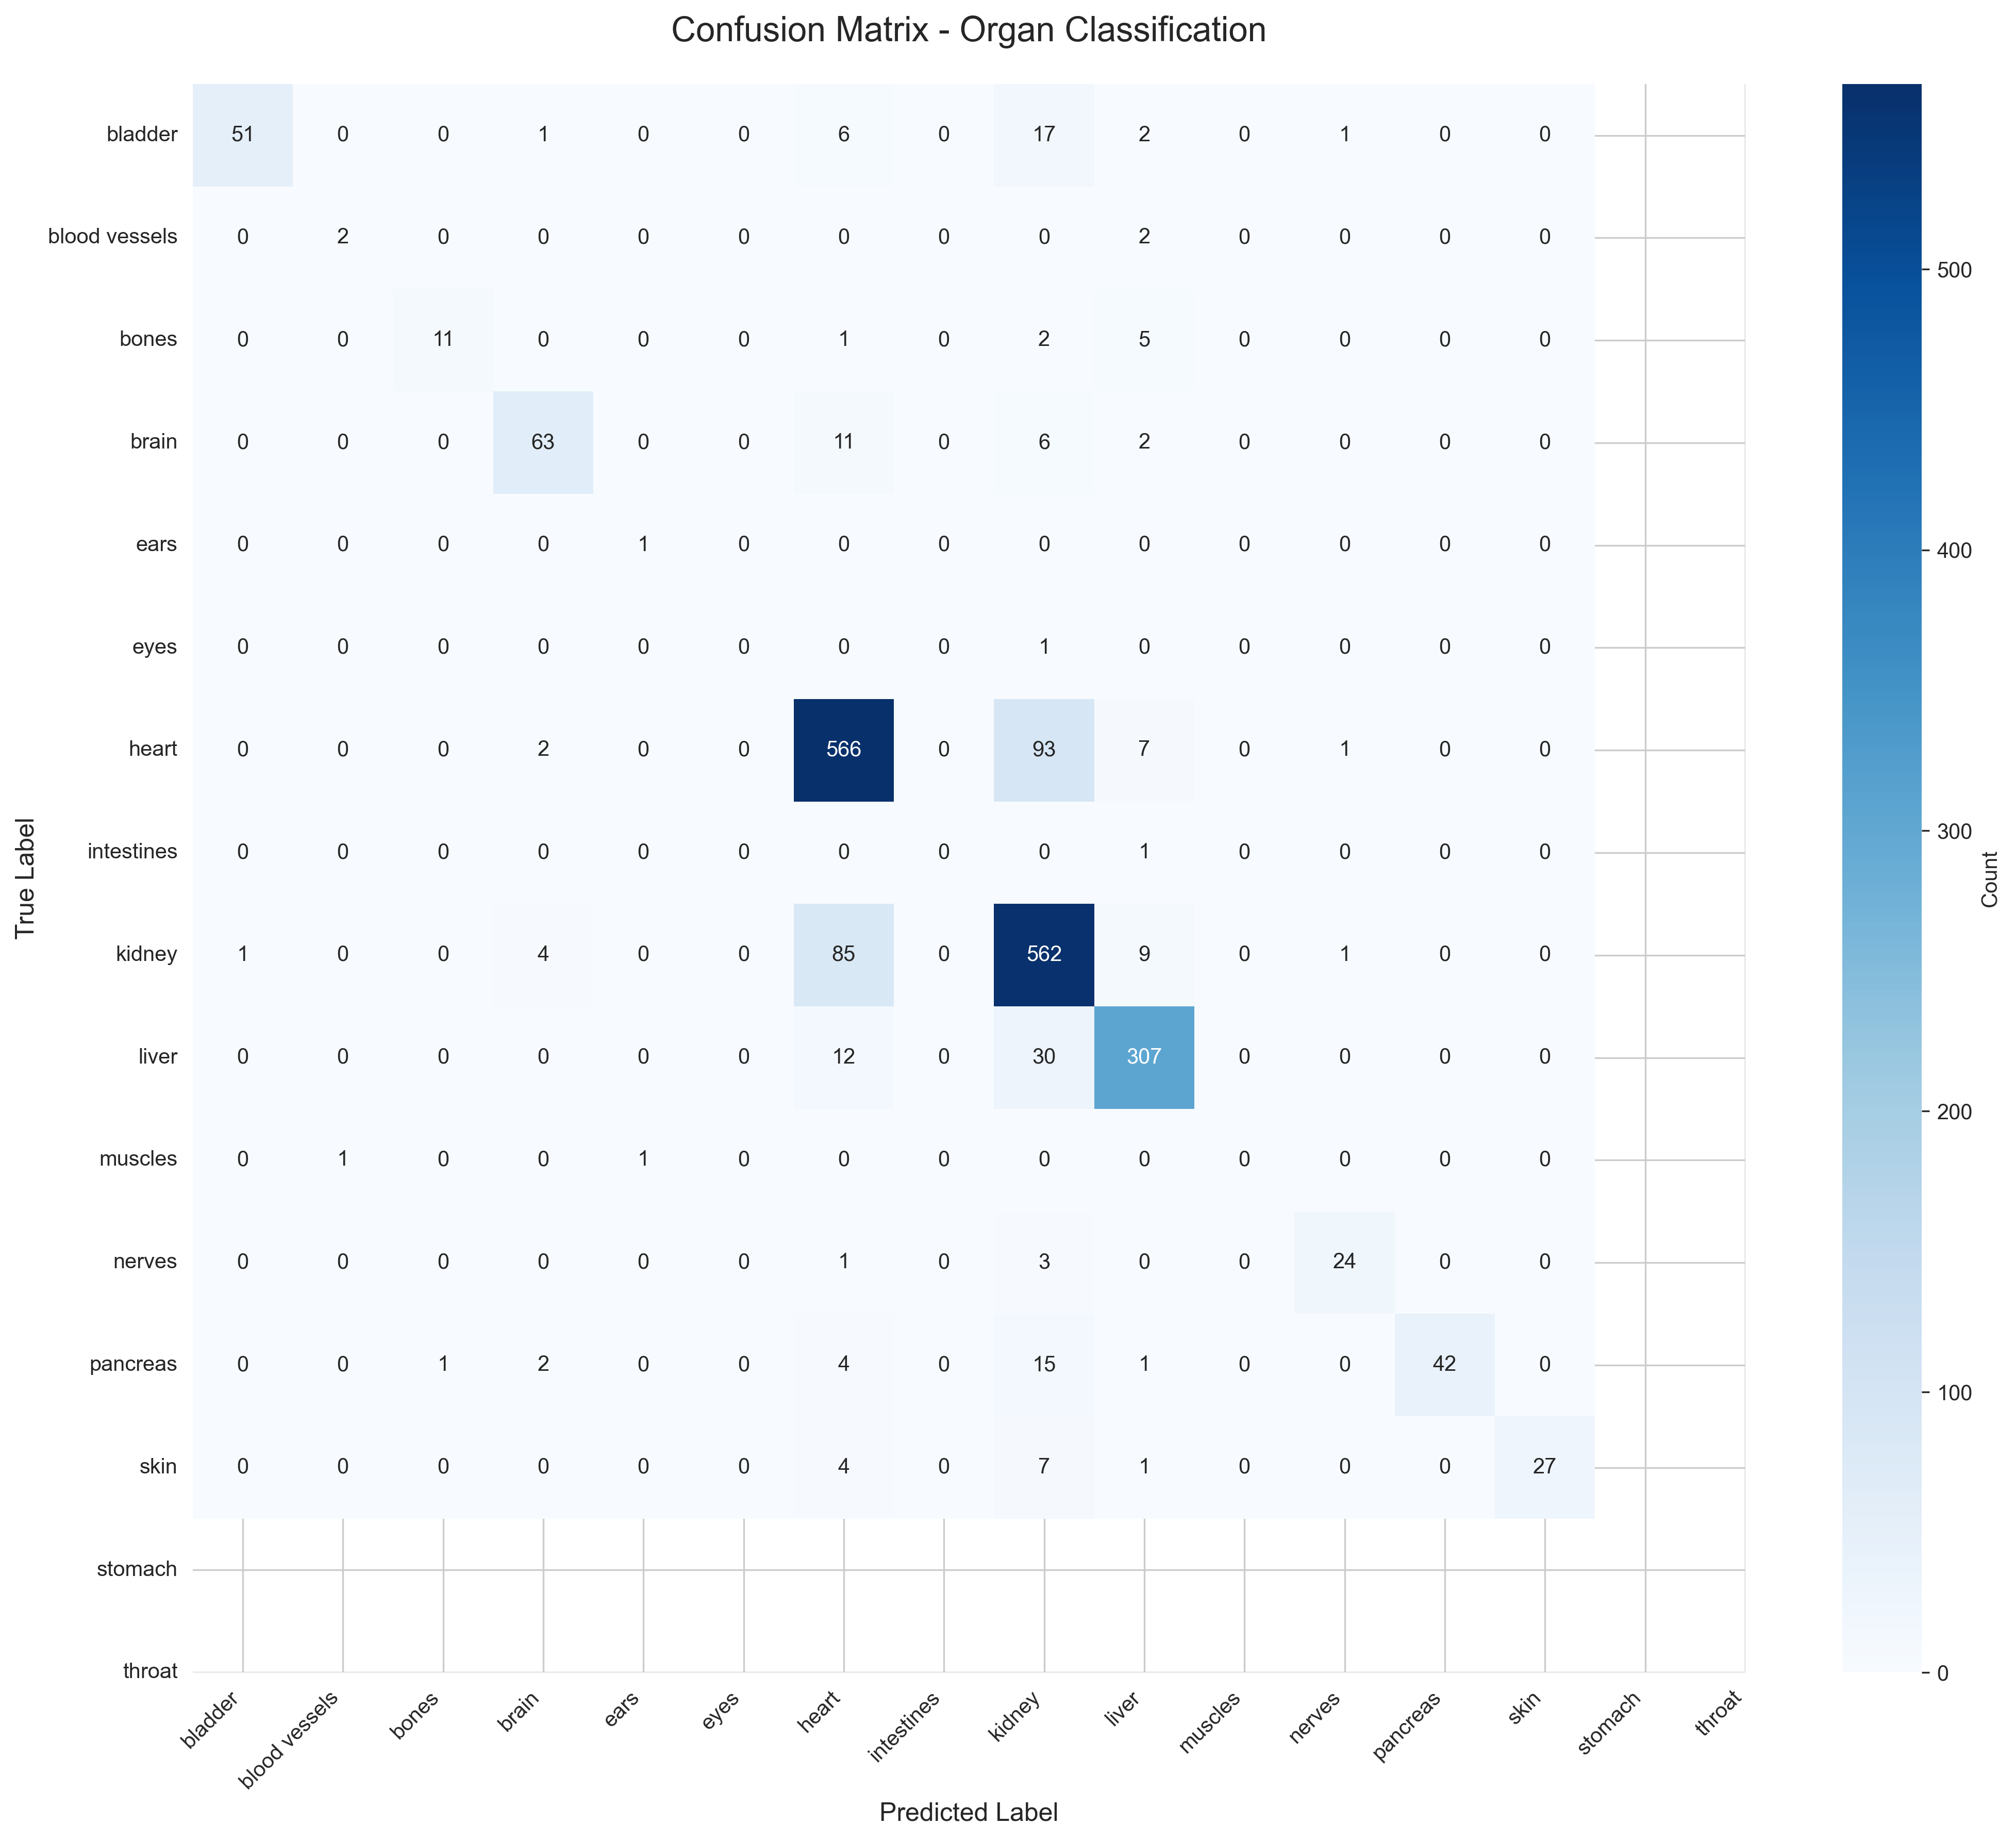 Confusion Matrix - Organ Classification
True Label
bladder 51 0 0 1 0 0 6 0 17 2 0 1 0 0
blood vessels 0 2 0 0 0 0 0 0 0 2 0 0 0 0
bones 0 0 11 0 0 0 1 0 2 5 0 0 0 0
brain 0 0 0 63 0 0 11 0 6 2 0 0 0 0
ears 0 0 0 0 1 0 0 0 0 0 0 0 0 0
eyes 0 0 0 0 0 0 0 0 1 0 0 0 0 0
heart 0 0 0 2 0 0 566 0 93 7 0 1 0 0
intestines 0 0 0 0 0 0 0 0 0 1 0 0 0 0
kidney 1 0 0 4 0 0 85 0 562 9 0 1 0 0
liver 0 0 0 0 0 0 12 0 30 307 0 0 0 0
muscles 0 1 0 0 1 0 0 0 0 0 0 0 0 0
nerves 0 0 0 0 0 0 1 0 3 0 0 24 0 0
pancreas 0 0 1 2 0 0 4 0 15 1 0 0 42 0
skin 0 0 0 0 0 0 4 0 7 1 0 0 0 27
stomach
throat
bladder blood vessels bones brain ears eyes heart intestines kidney liver muscles nerves pancreas skin stomach throat
Predicted Label
500
400
300
200
100
0
Count